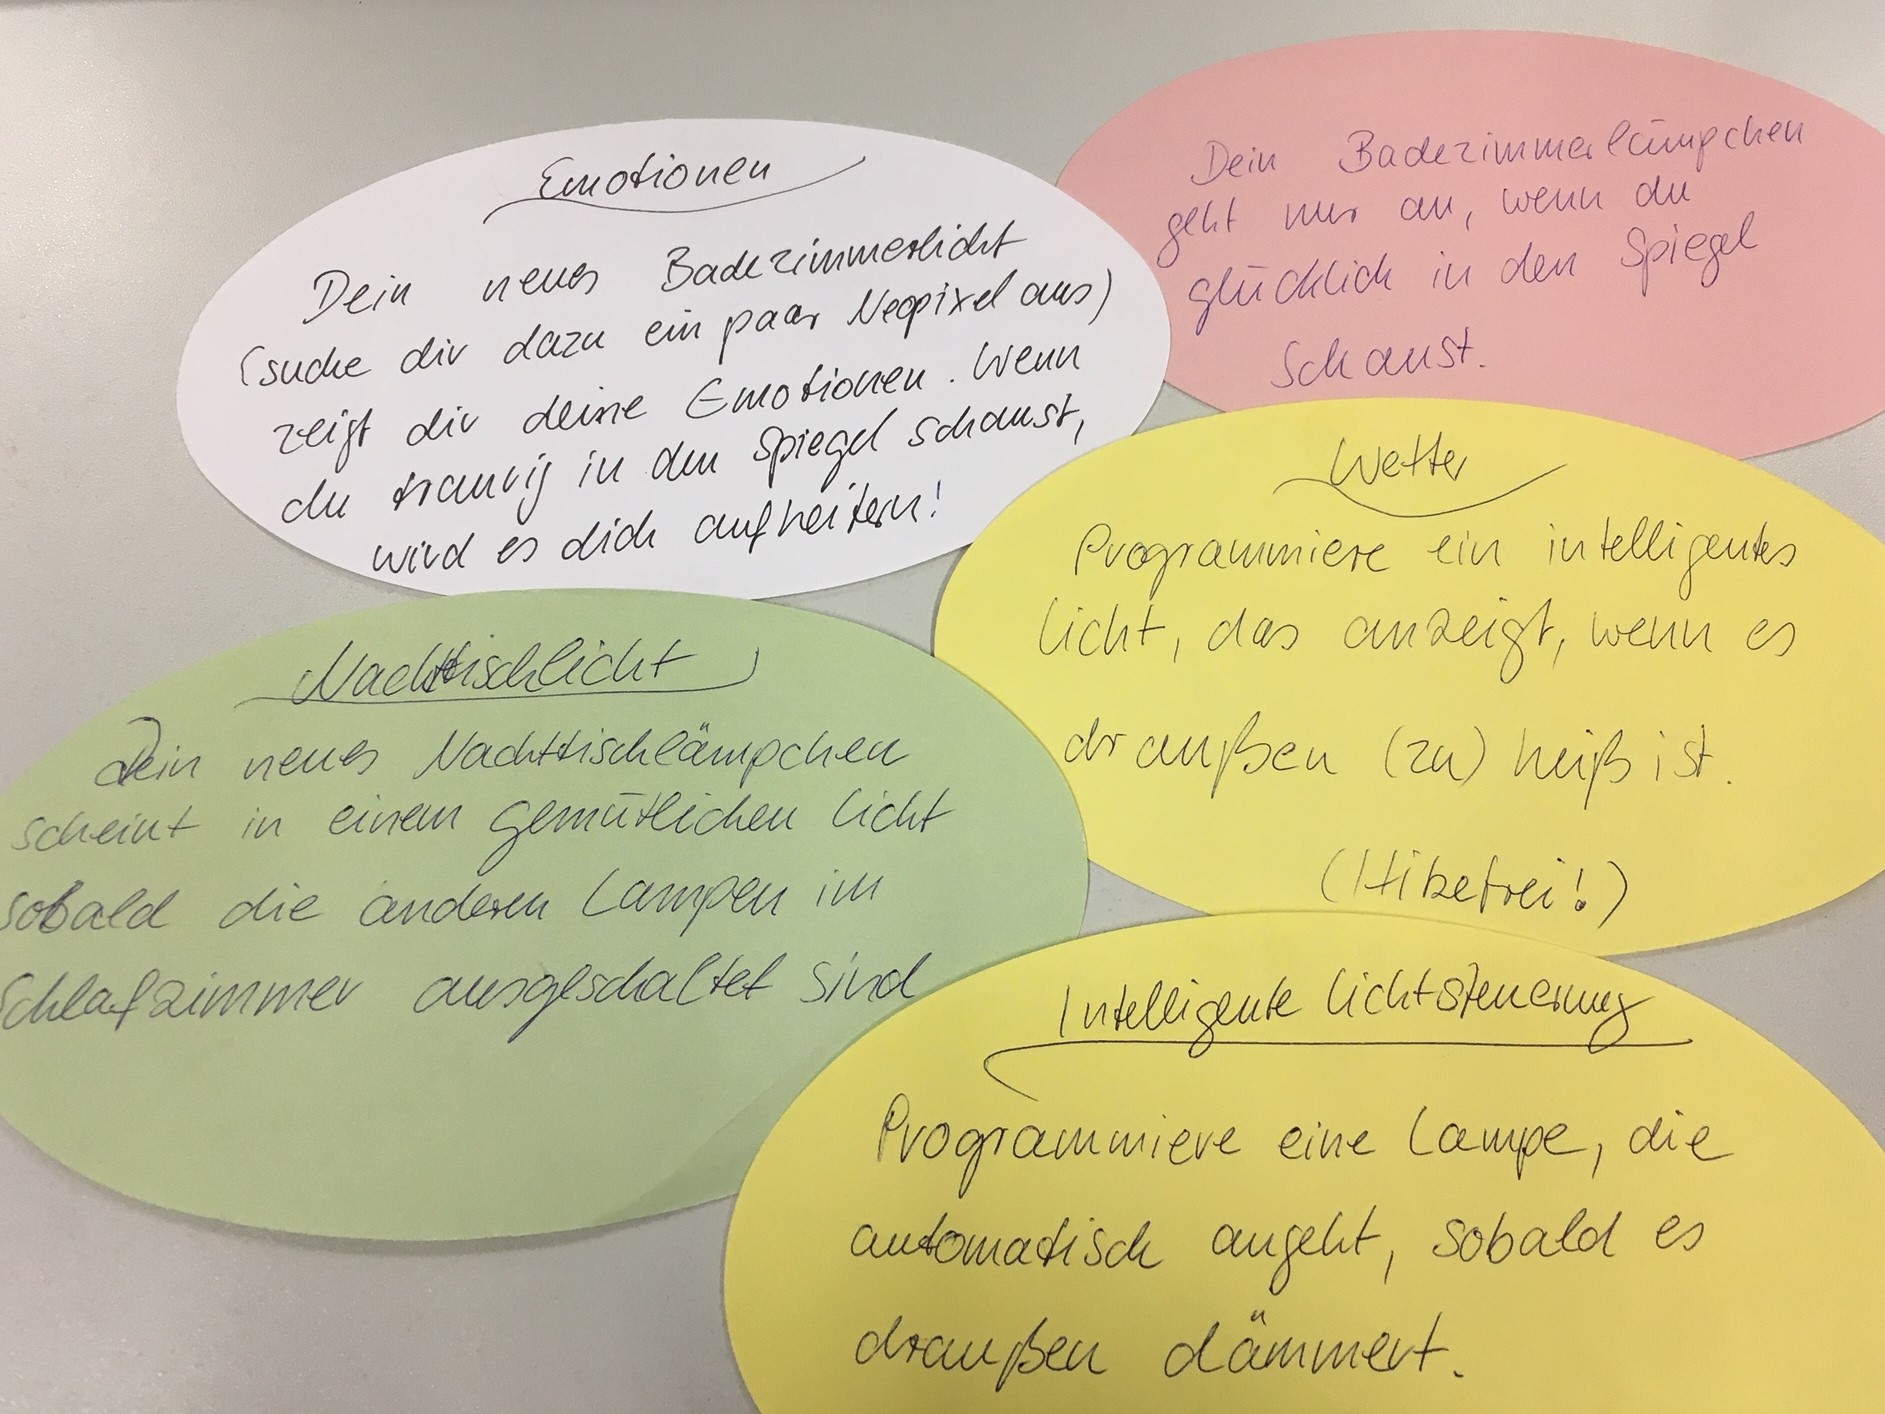 Emotionen
Dein neues Badezimmerlicht
(suche dir dazu ein paar Neopixel aus)
zeigt dir deine Emotionen. Wenn
du traurig in den Spiegel schaust,
wird es dich aufheitern!
Dein Badezimmerlämpchen
geht nur an, wenn du
glücklich in den Spiegel
schaust.
Wetter
Programmiere ein intelligentes
Licht, das anzeigt, wenn es
draußen (zu) heiß ist.
(Hitzefrei!)
Nachttischlicht
Dein neues Nachttischlämpchen
scheint in einem gemütlichen Licht
sobald die anderen Lampen im
Schlafzimmer ausgeschaltet sind
Intelligente Lichtsteuerung
Programmiere eine Lampe, die
automatisch angeht, sobald es
draußen dämmert.